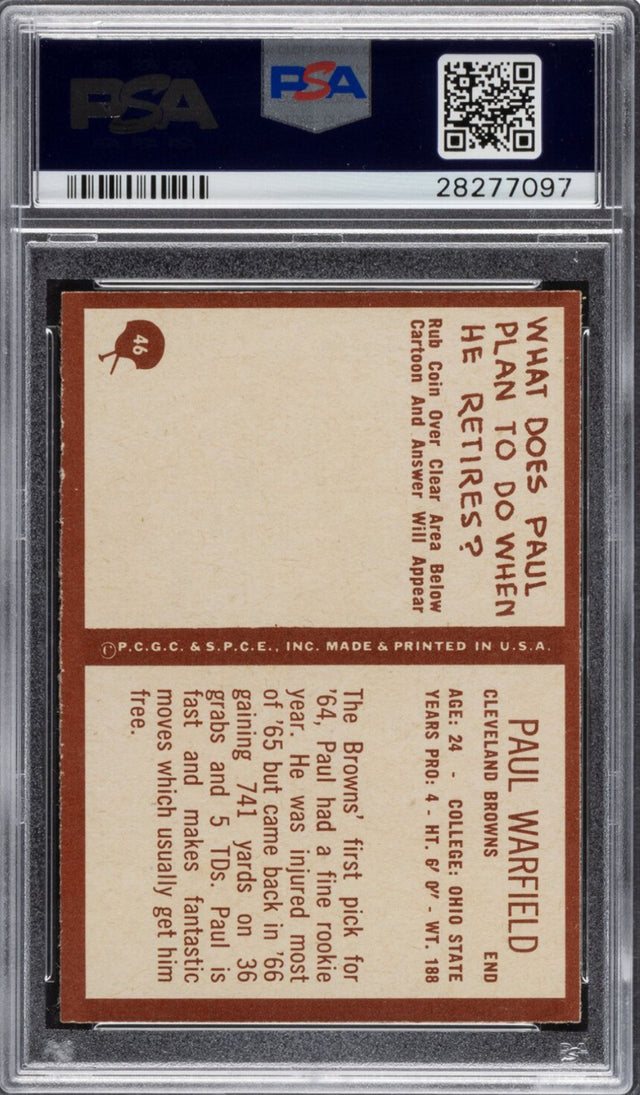 PSA
PSA
28277097
WHAT DOES PAUL
PLAN TO DO WHEN
HE RETIRES?
Rub Coin Over Clear Area Below
Cartoon And Answer Will Appear
46
©P.C.G.C. & S.P.C.E., INC. MADE & PRINTED IN U.S.A.
PAUL WARFIELD
CLEVELAND BROWNS END
AGE: 24 - COLLEGE: OHIO STATE
YEARS PRO: 4 - HT. 6' 0" - WT. 188
The Browns' first pick for
'64, Paul had a fine rookie
year. He was injured most
of '65 but came back in '66
gaining 741 yards on 36
grabs and 5 TDs. Paul is
fast and makes fantastic
moves which usually get him
free.